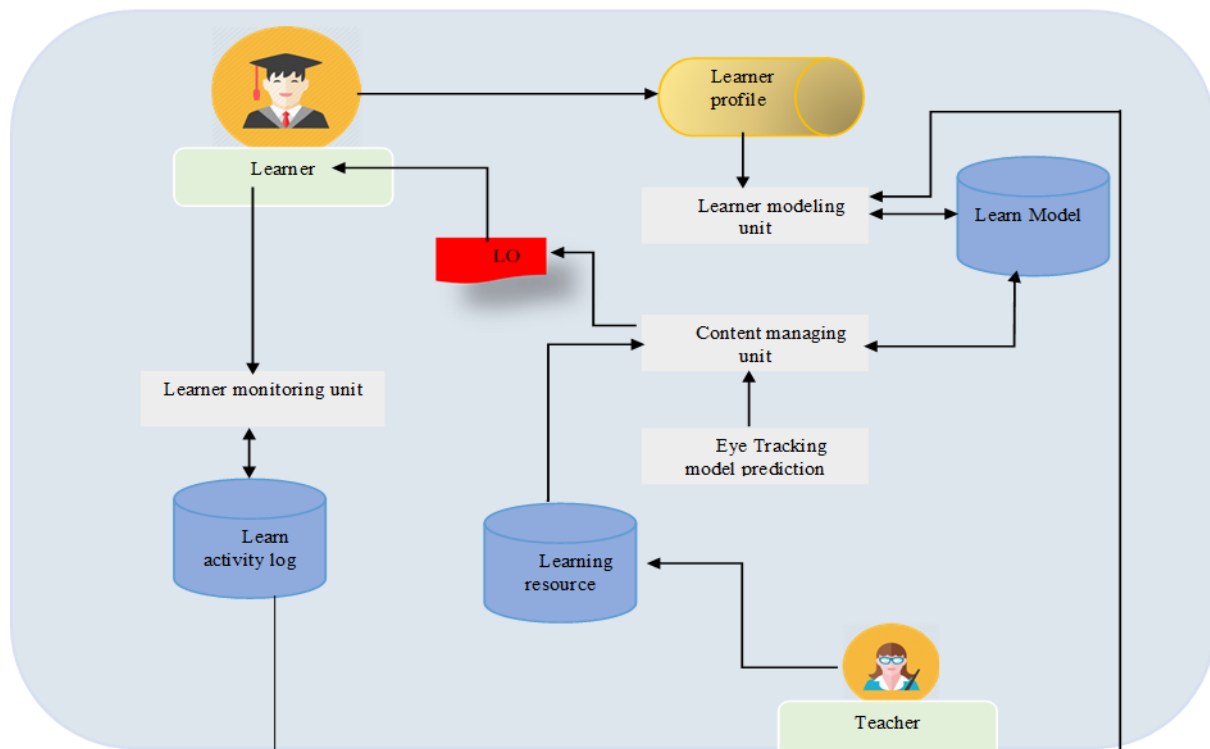 Learner
profile
Learner
Learner modeling
unit
Learn Model
LO
Content managing
unit
Learner monitoring unit
Eye Tracking
model prediction
Learn
activity log
Learning
resource
Teacher